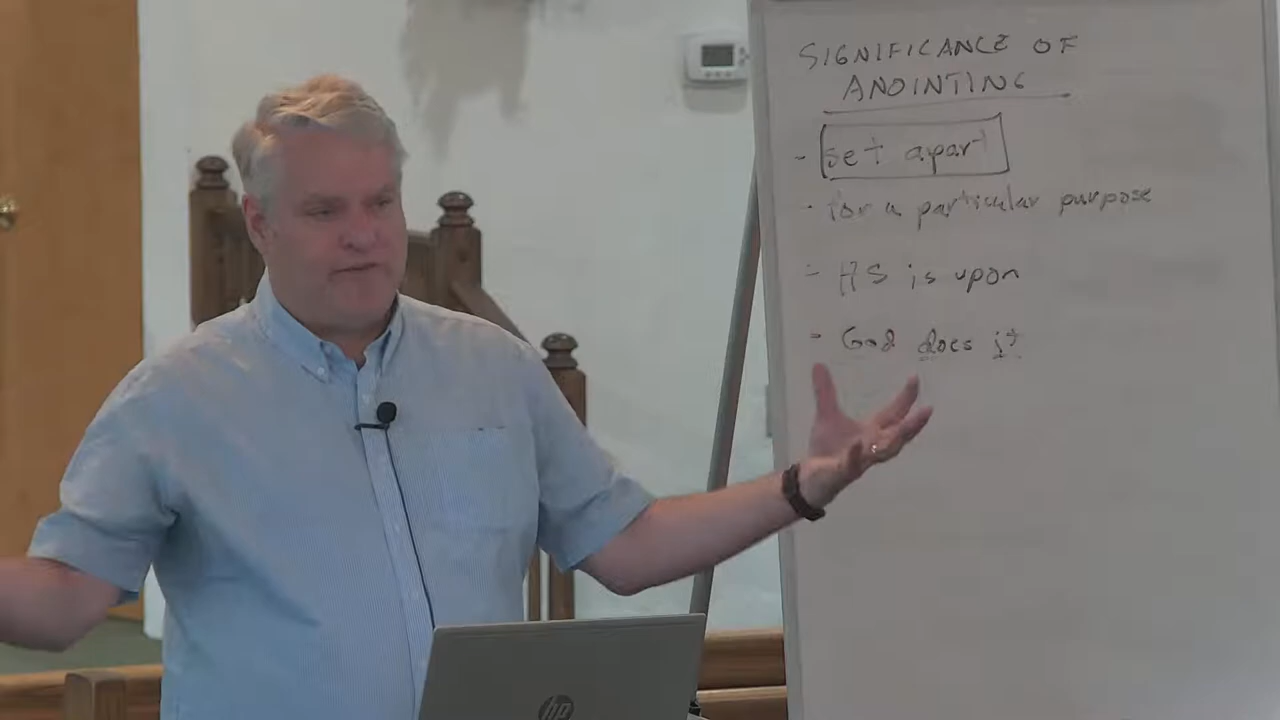 SIGNIFICANCE OF
ANOINTING
- set apart
- for a particular purpose
- HS is upon
- God does it
hp